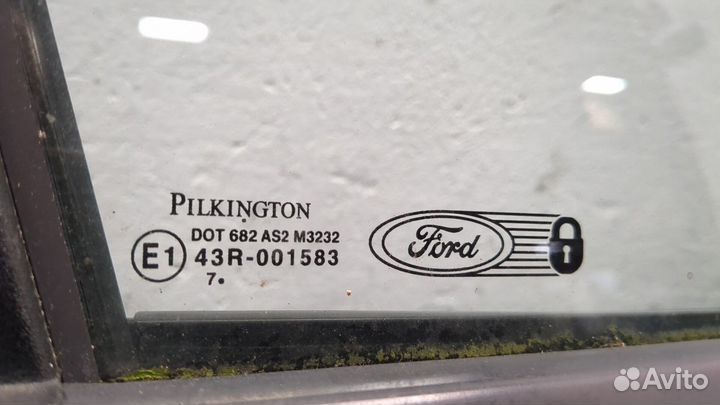 PILKINGTON
DOT 682 AS2 M3232
E1 43R-001583
7.
Ford
Avito